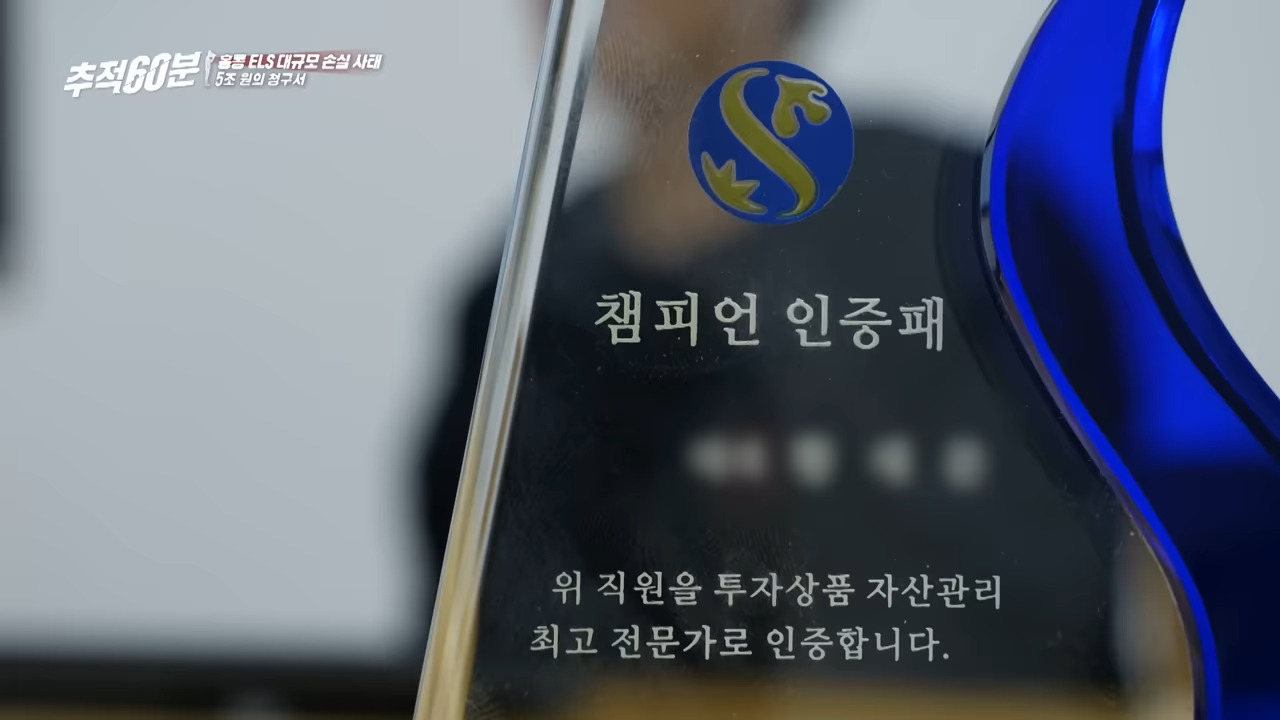 추적60분
홍콩 ELS 대규모 손실 사태
5조 원의 청구서
챔피언 인증패
위 직원을 투자상품 자산관리
최고 전문가로 인증합니다.